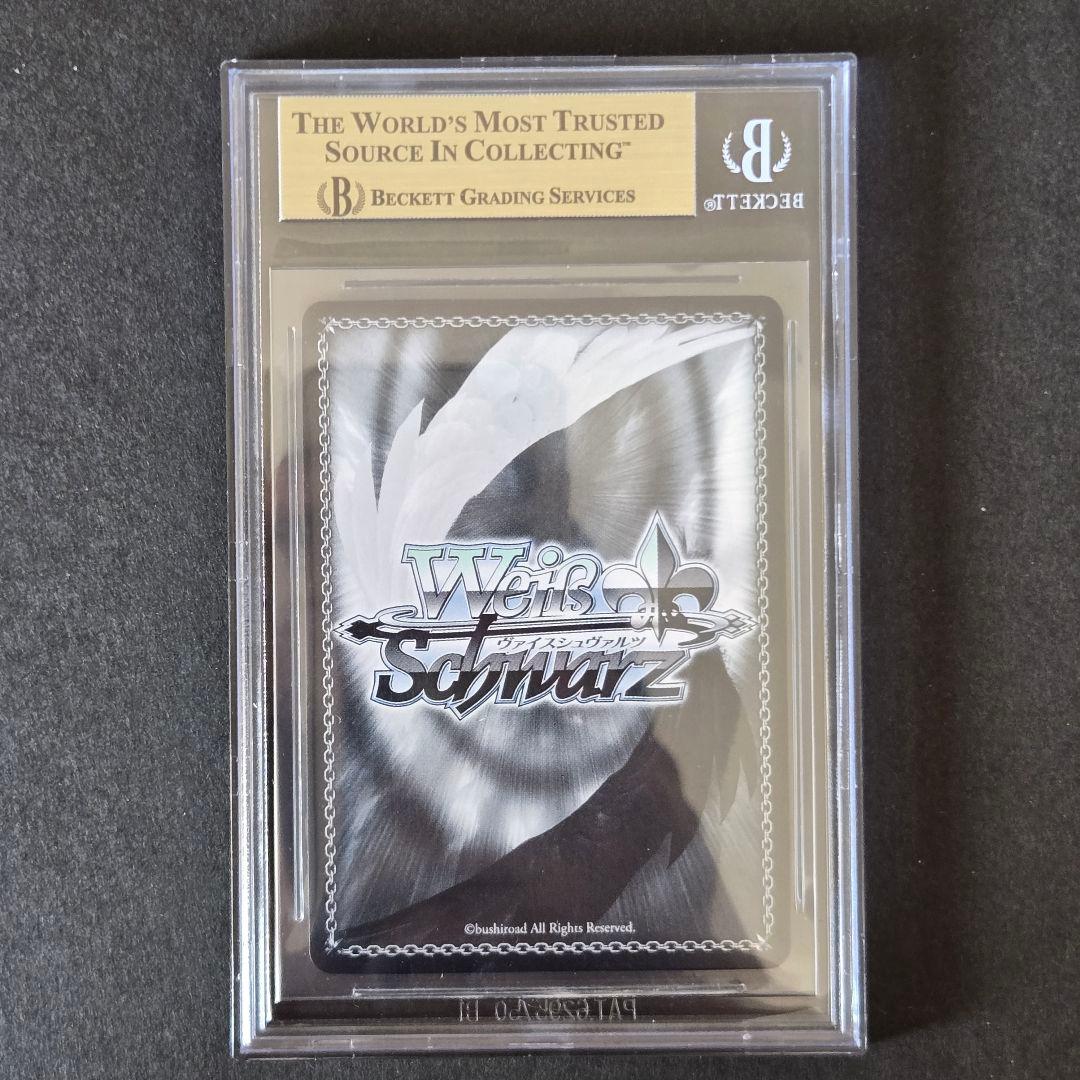 THE WORLD'S MOST TRUSTED
SOURCE IN COLLECTING™
B BECKETT GRADING SERVICES
B
BECKETT®
Weiß
ヴァイスシュヴァルツ
Schwarz
©bushiroad All Rights Reserved.